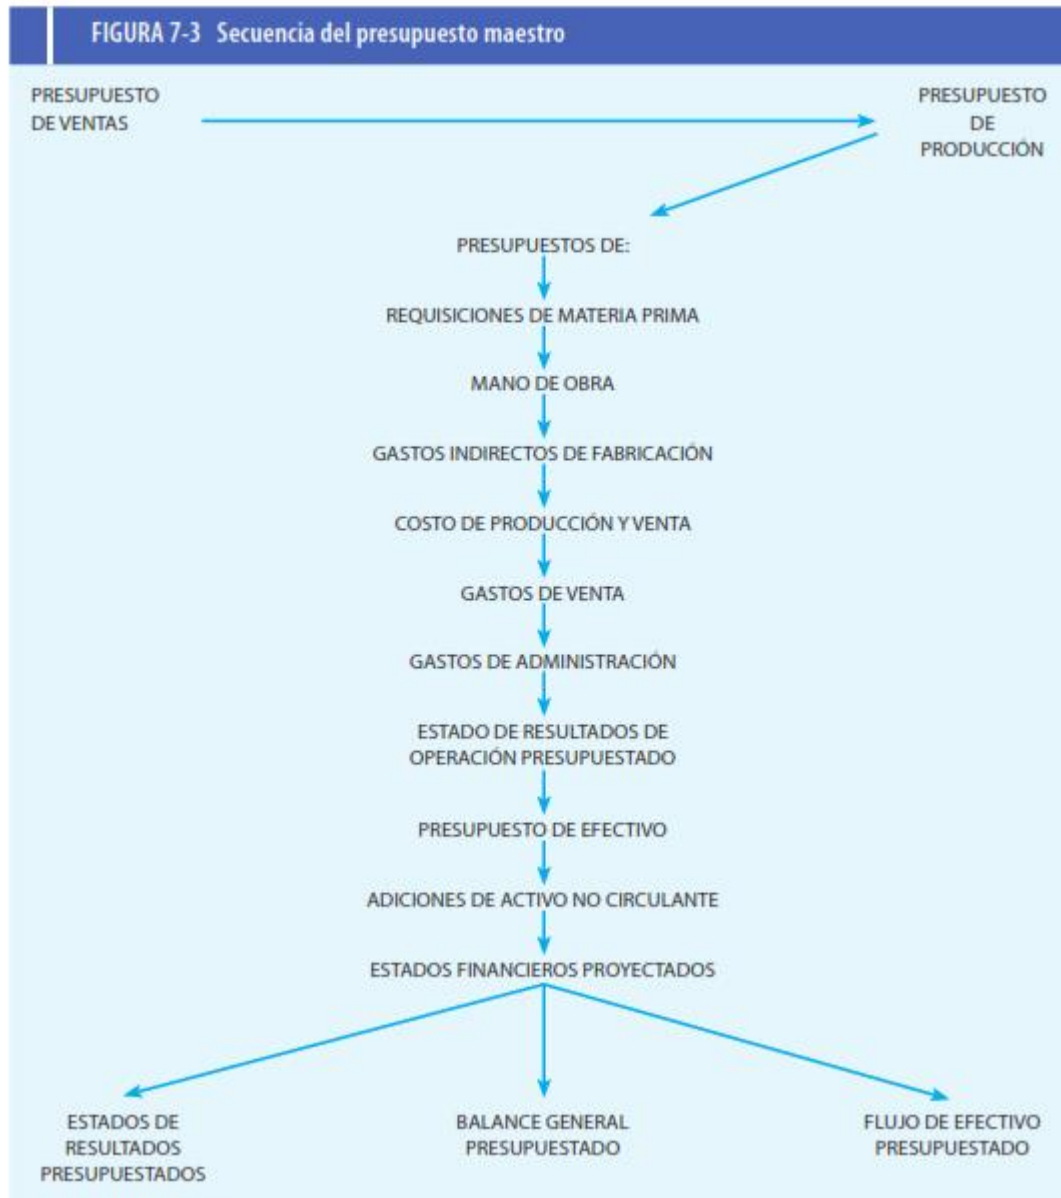 FIGURA 7-3 Secuencia del presupuesto maestro
PRESUPUESTO
DE VENTAS
PRESUPUESTO
DE
PRODUCCIÓN
PRESUPUESTOS DE:
REQUISICIONES DE MATERIA PRIMA
MANO DE OBRA
GASTOS INDIRECTOS DE FABRICACIÓN
COSTO DE PRODUCCIÓN Y VENTA
GASTOS DE VENTA
GASTOS DE ADMINISTRACIÓN
ESTADO DE RESULTADOS DE
OPERACIÓN PRESUPUESTADO
PRESUPUESTO DE EFECTIVO
ADICIONES DE ACTIVO NO CIRCULANTE
ESTADOS FINANCIEROS PROYECTADOS
ESTADOS DE
RESULTADOS
PRESUPUESTADOS
BALANCE GENERAL
PRESUPUESTADO
FLUJO DE EFECTIVO
PRESUPUESTADO